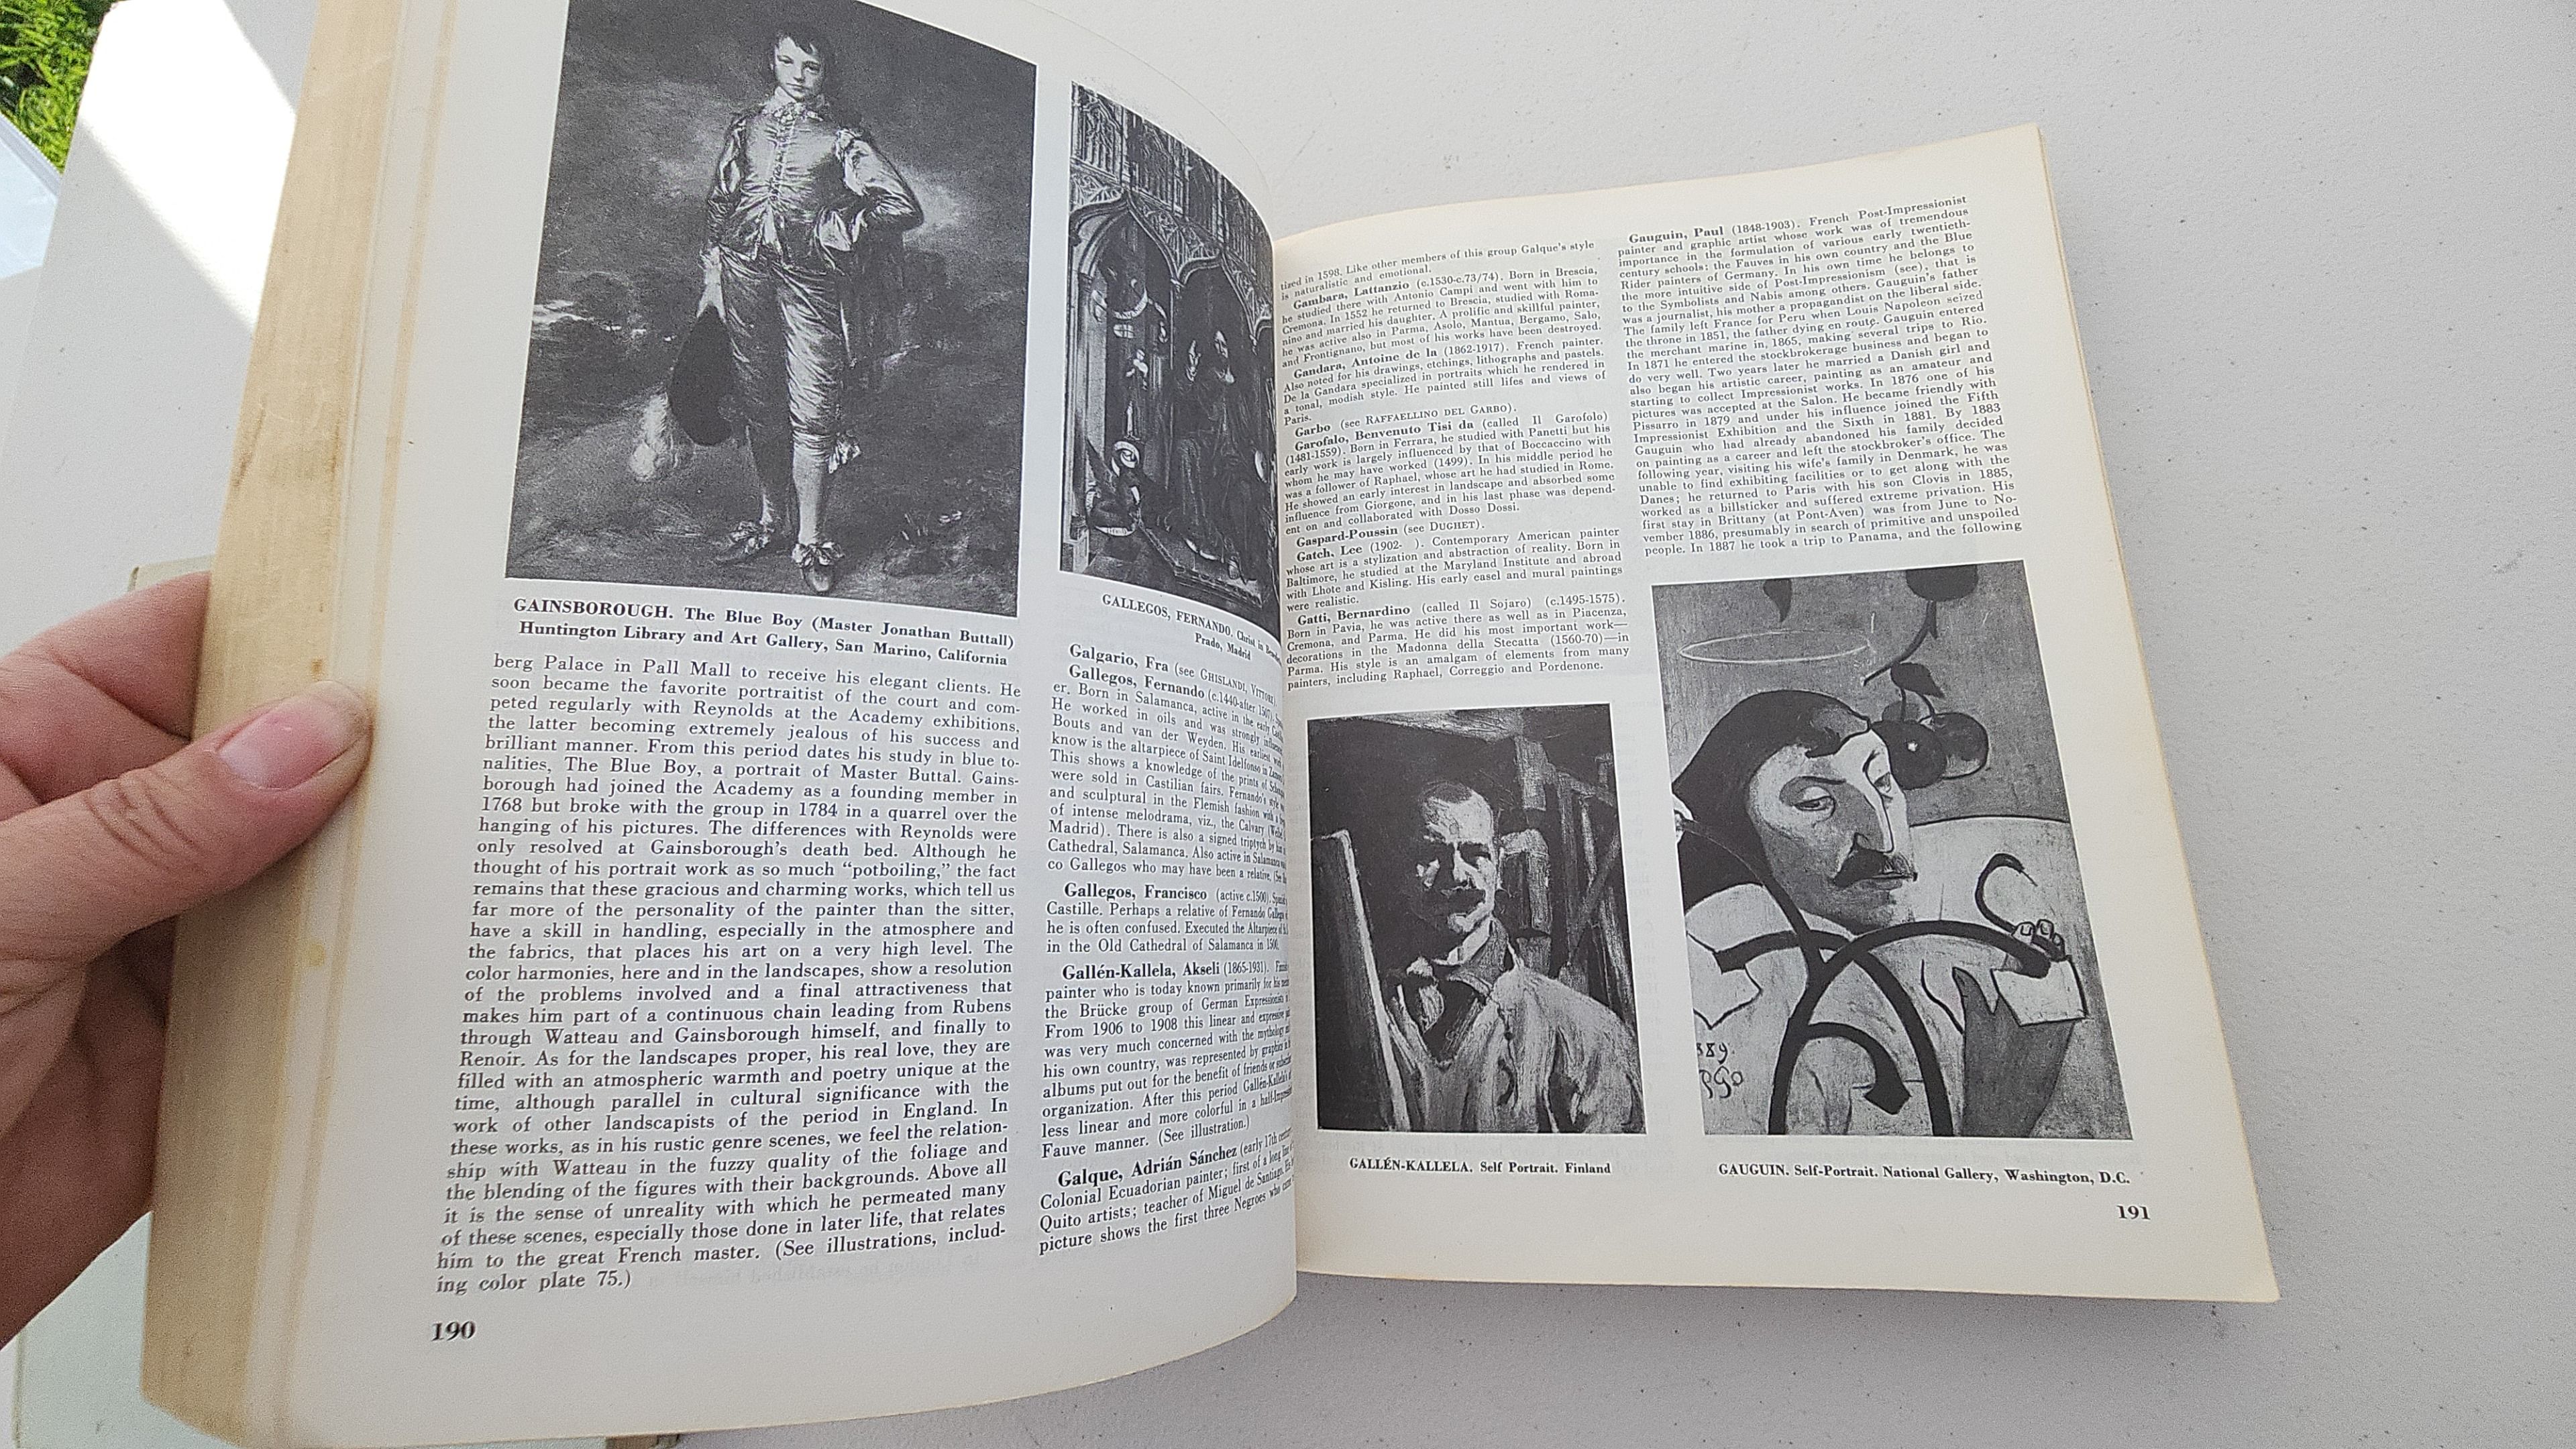 GAINSBOROUGH. The Blue Boy (Master Jonathan Buttall)
Huntington Library and Art Gallery, San Marino, California
berg Palace in Pall Mall to receive his elegant clients. He
soon became the favorite portraitist of the court and com-
peted regularly with Reynolds at the Academy exhibitions,
the latter becoming extremely jealous of his success and
brilliant manner. From this period dates his study in blue to-
nalities, The Blue Boy, a portrait of Master Buttal. Gains-
borough had joined the Academy as a founding member in
1768 but broke with the group in 1784 in a quarrel over the
hanging of his pictures. The differences with Reynolds were
only resolved at Gainsborough's death bed. Although he
thought of his portrait work as so much “potboiling,” the fact
remains that these gracious and charming works, which tell us
far more of the personality of the painter than the sitter,
have a skill in handling, especially in the atmosphere and
the fabrics, that places his art on a very high level. The
color harmonies, here and in the landscapes, show a resolution
of the problems involved and a final attractiveness that
makes him part of a continuous chain leading from Rubens
through Watteau and Gainsborough himself, and finally to
Renoir. As for the landscapes proper, his real love, they are
filled with an atmospheric warmth and poetry unique at the
time, although parallel in cultural significance with the
work of other landscapists of the period in England. In
these works, as in his rustic genre scenes, we feel the relation-
ship with Watteau in the fuzzy quality of the foliage and
the blending of the figures with their backgrounds. Above all
it is the sense of unreality with which he permeated many
of these scenes, especially those done in later life, that relates
him to the great French master. (See illustrations, includ-
ing color plate 75.)
190
GALLEGOS, FERNANDO. Christ in
Prado, Madrid
Galgario, Fra (see GHISLANDI, VITTORE)
Gallegos, Fernando (c.1440-after 1507).
er. Born in Salamanca, active in the early
He worked in oils and was strongly
Bouts and van der Weyden. His earliest
know is the altarpiece of Saint Idelfonso in
This shows a knowledge of the prints of
were sold in Castilian fairs. Fernando's style
and sculptural in the Flemish fashion with a
of intense melodrama, viz., the Calvary
Madrid). There is also a signed triptych by
Cathedral, Salamanca. Also active in Salamanca
co Gallegos who may have been a relative. (See
Gallegos, Francisco (active c.1500).
Castille. Perhaps a relative of Fernando Gallegos
he is often confused. Executed the Altarpiece of
in the Old Cathedral of Salamanca in 1500.
Gallén-Kallela, Akseli (1865-1931).
painter who is today known primarily for his
the Brücke group of German Expressionists
From 1906 to 1908 this linear and expressive
was very much concerned with the mythology
his own country, was represented by graphics in
albums put out for the benefit of friends or
organization. After this period Gallén-Kallela's
less linear and more colorful in a
Fauve manner. (See illustration.)
Galque, Adrián Sánchez (early 17th
Colonial Ecuadorian painter; first of a long line of
Quito artists; teacher of Miguel de Santiago.
picture shows the first three Negroes who
tized in 1598. Like other members of this group Galque's style
is naturalistic and emotional.
Gambara, Lattanzio (c.1530-c.73/74). Born in Brescia,
he studied there with Antonio Campi and went with him to
Cremona. In 1552 he returned to Brescia, studied with Roma-
nino and married his daughter. A prolific and skillful painter,
he was active also in Parma, Asolo, Mantua, Bergamo, Salo,
and Frontignano, but most of his works have been destroyed.
Gandara, Antoine de la (1862-1917). French painter.
Also noted for his drawings, etchings, lithographs and pastels.
De la Gandara specialized in portraits which he rendered in
a tonal, modish style. He painted still lifes and views of
Paris.
Garbo (see RAFFAELLINO DEL GARBO).
Garofalo, Benvenuto Tisi da (called Il Garofolo)
(1481-1559). Born in Ferrara, he studied with Panetti but his
early work is largely influenced by that of Boccaccino with
whom he may have worked (1499). In his middle period he
was a follower of Raphael, whose art he had studied in Rome.
He showed an early interest in landscape and absorbed some
influence from Giorgone, and in his last phase was depend-
ent on and collaborated with Dosso Dossi.
Gaspard-Poussin (see DUGHET).
Gatch, Lee (1902- ). Contemporary American painter
whose art is a stylization and abstraction of reality. Born in
Baltimore, he studied at the Maryland Institute and abroad
with Lhote and Kisling. His early easel and mural paintings
were realistic.
Gatti, Bernardino (called Il Sojaro) (c.1495-1575).
Born in Pavia, he was active there as well as in Piacenza,
Cremona, and Parma. He did his most important work—
decorations in the Madonna della Stecatta (1560-70)—in
Parma. His style is an amalgam of elements from many
painters, including Raphael, Correggio and Pordenone.
GALLÉN-KALLELA. Self Portrait. Finland
Gauguin, Paul (1848-1903). French Post-Impressionist
painter and graphic artist whose work was of tremendous
importance in the formulation of various early twentieth-
century schools: the Fauves in his own country and the Blue
Rider painters of Germany. In his own time he belongs to
the more intuitive side of Post-Impressionism (see), that is
to the Symbolists and Nabis among others. Gauguin's father
was a journalist, his mother a propagandist on the liberal side.
The family left France for Peru when Louis Napoleon seized
the throne in 1851, the father dying en route. Gauguin entered
the merchant marine in 1865, making several trips to Rio.
In 1871 he entered the stockbrokerage business and began to
do very well. Two years later he married a Danish girl and
also began his artistic career, painting as an amateur and
starting to collect Impressionist works. In 1876 one of his
pictures was accepted at the Salon. He became friendly with
Pissarro in 1879 and under his influence joined the Fifth
Impressionist Exhibition and the Sixth in 1881. By 1883
Gauguin who had already abandoned his family decided
on painting as a career and left the stockbroker's office. The
following year, visiting his wife's family in Denmark, he was
unable to find exhibiting facilities or to get along with the
Danes; he returned to Paris with his son Clovis in 1885,
worked as a billsticker and suffered extreme privation. His
first stay in Brittany (at Pont-Aven) was from June to No-
vember 1886, presumably in search of primitive and unspoiled
people. In 1887 he took a trip to Panama, and the following
89.
GAUGUIN. Self-Portrait. National Gallery, Washington, D.C.
191